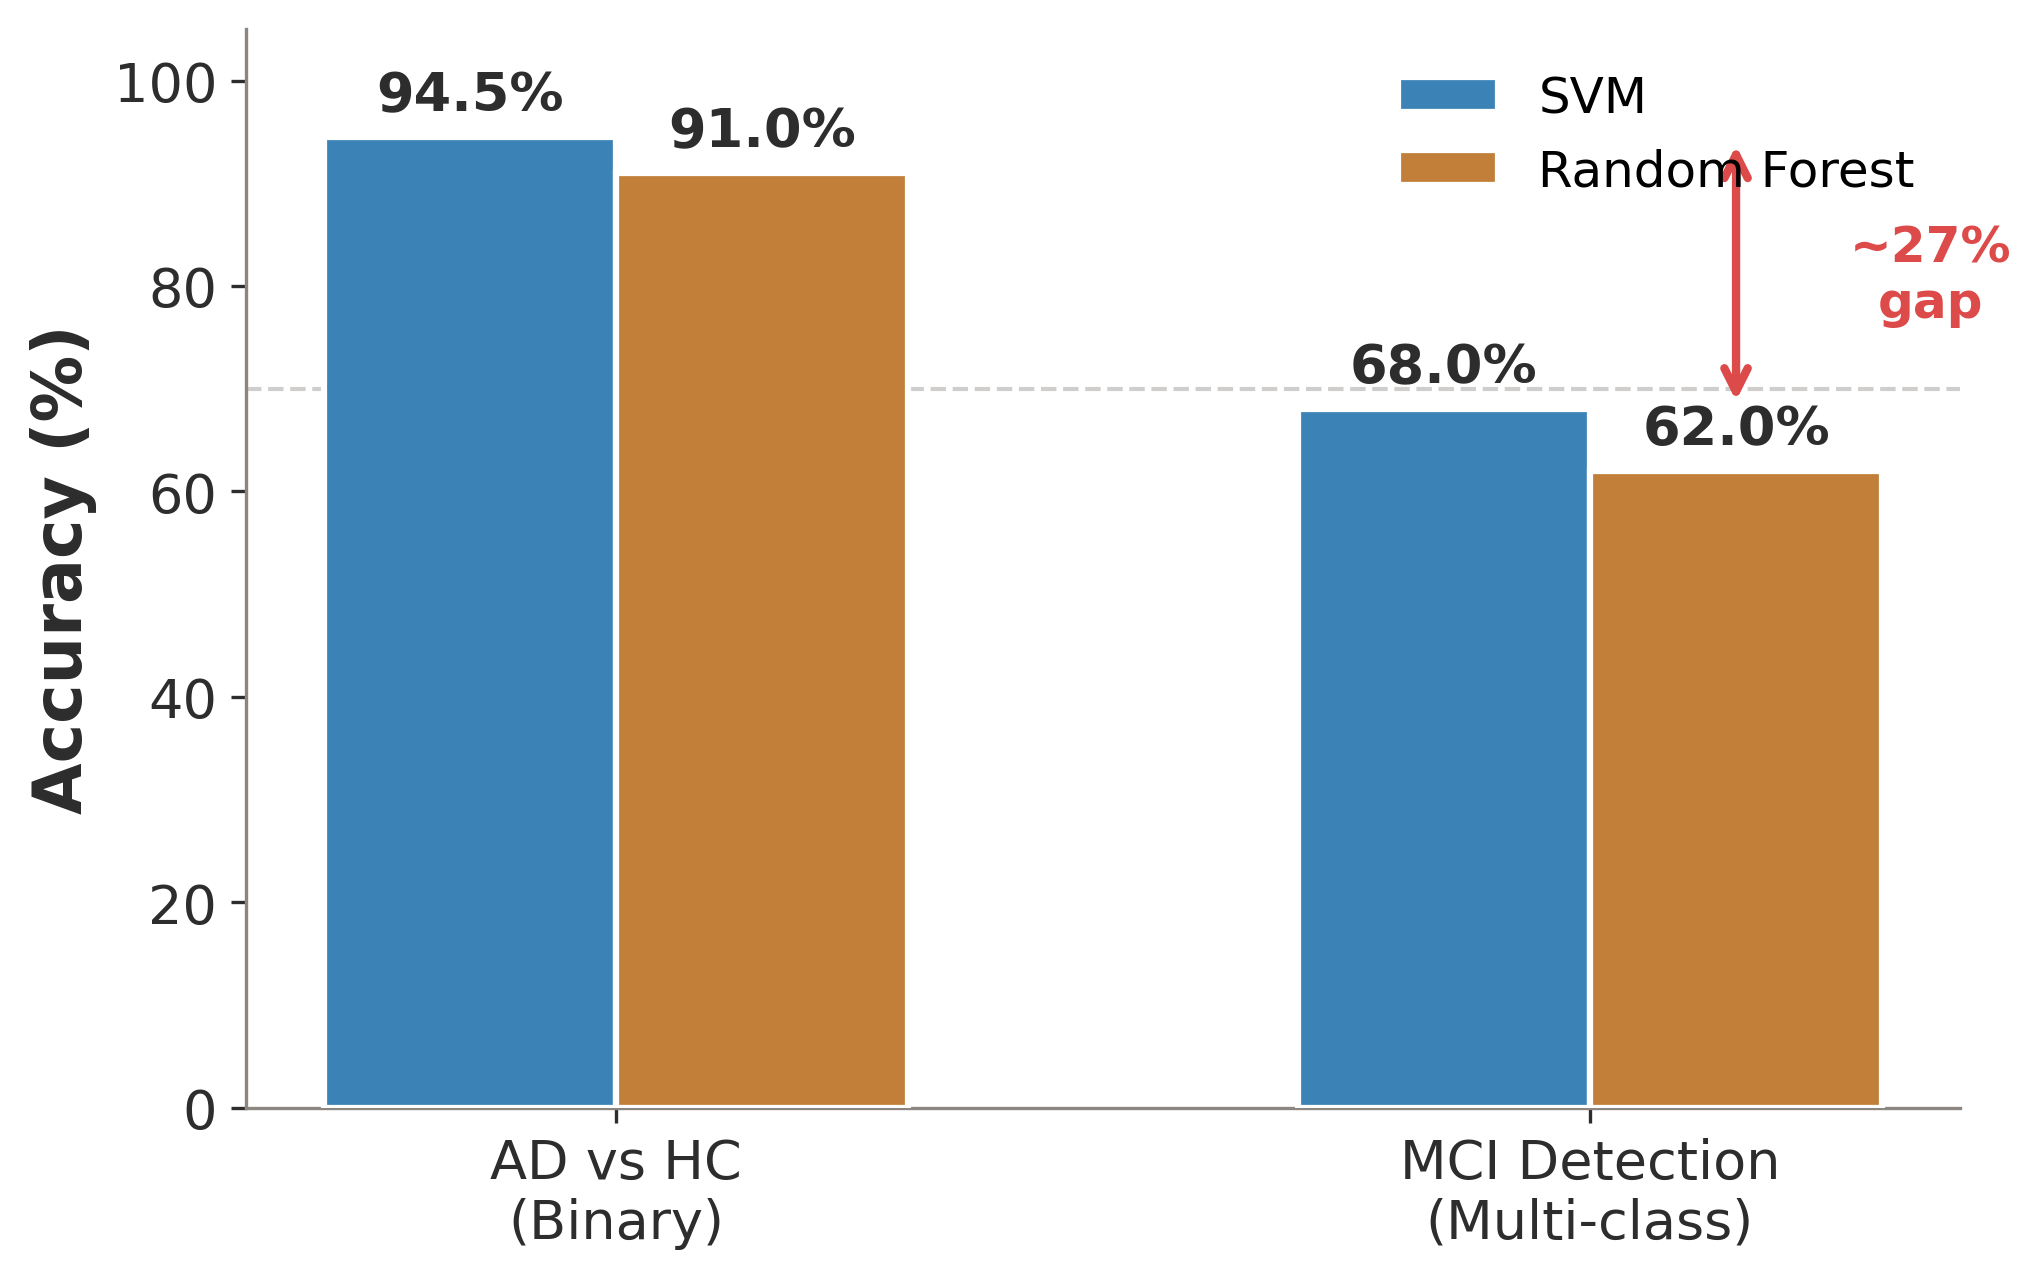 Accuracy (%)
100
80
60
40
20
0
94.5%
91.0%
68.0%
62.0%
SVM
Random Forest
~27%
gap
AD vs HC
(Binary)
MCI Detection
(Multi-class)